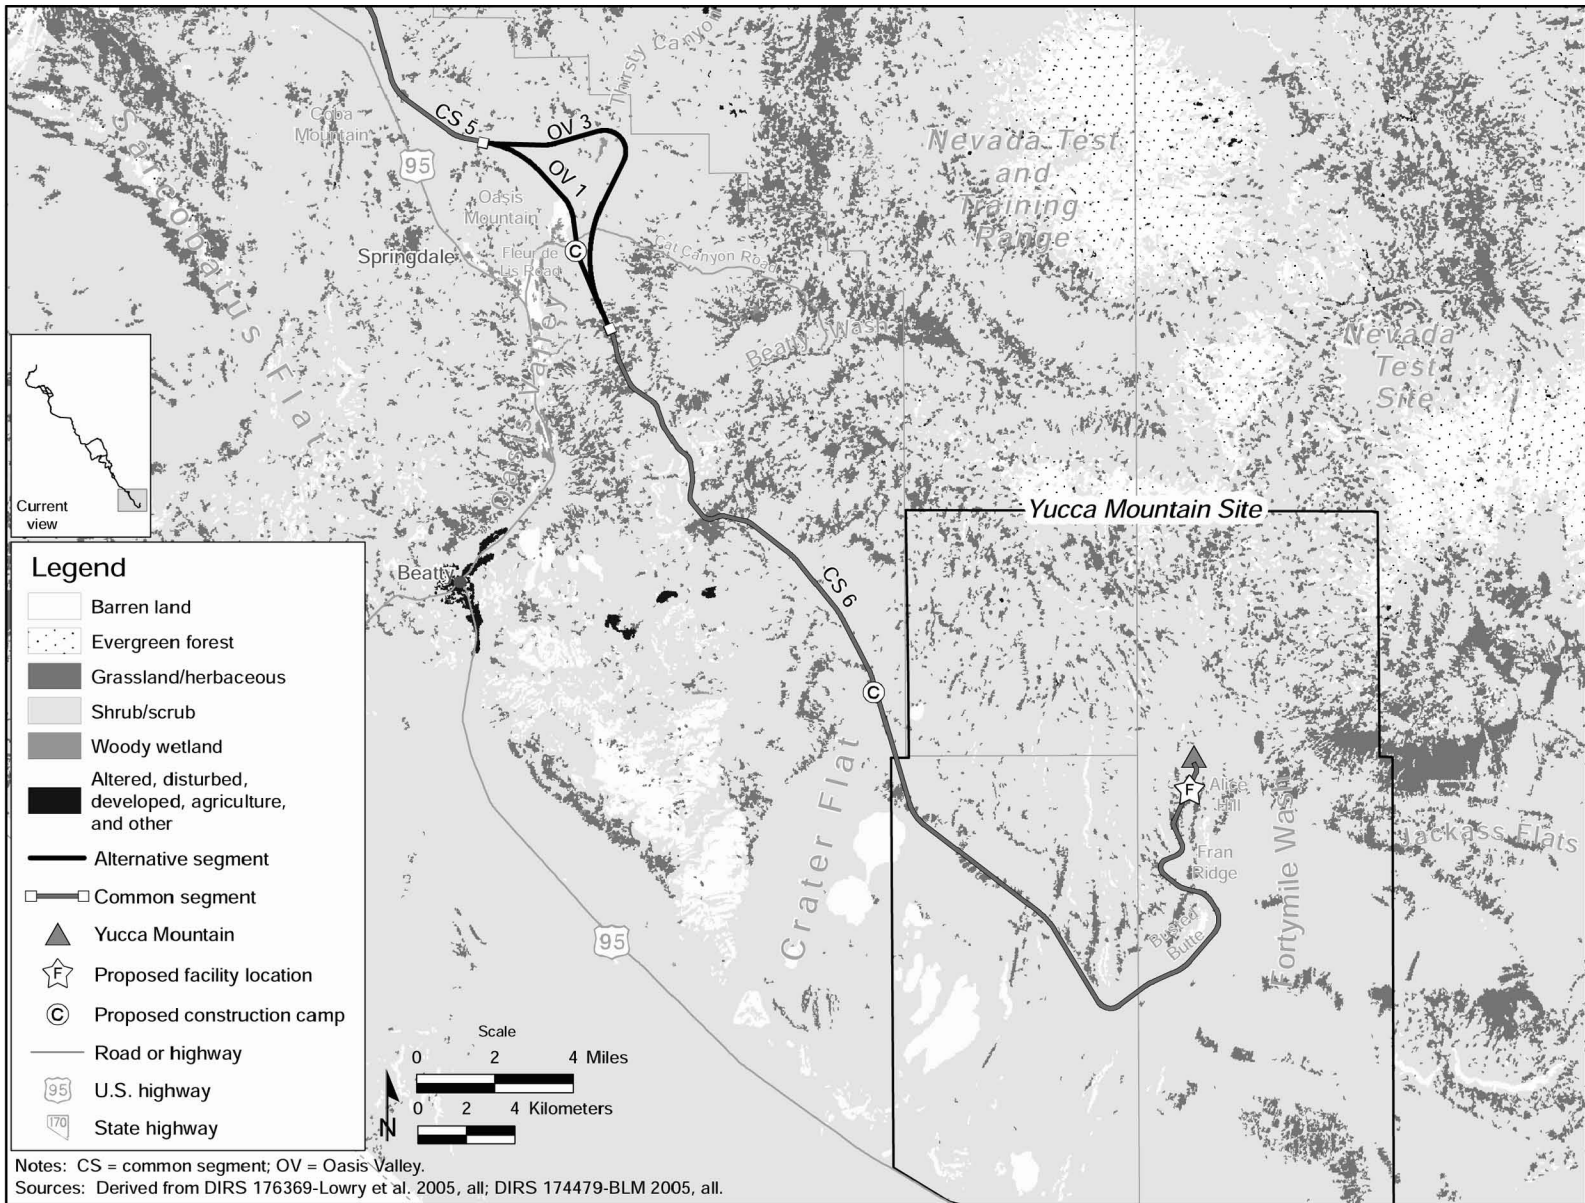 Thirsty Canyon
Sarcobatus Flat
Coba
Mountain
CS 5
OV 3
OV 1
95
Oasis
Mountain
Springdale
Fleur de
Lis Road
C
Oasis Valley
Fat Canyon Road
Beatty Wash
Nevada Test
and
Training
Range
Nevada
Test
Site
Yucca Mountain Site
Current
view
Beatty
CS 6
C
Crater Flat
F
Alice
Hill
Fran
Ridge
Busted
Butte
Fortymile Wash
Jackass Flats
95
Legend
Barren land
Evergreen forest
Grassland/herbaceous
Shrub/scrub
Woody wetland
Altered, disturbed,
developed, agriculture,
and other
Alternative segment
Common segment
Yucca Mountain
F Proposed facility location
C Proposed construction camp
Road or highway
95 U.S. highway
170 State highway
Scale
0 2 4 Miles
0 2 4 Kilometers
N
Notes: CS = common segment; OV = Oasis Valley.
Sources: Derived from DIRS 176369-Lowry et al. 2005, all; DIRS 174479-BLM 2005, all.